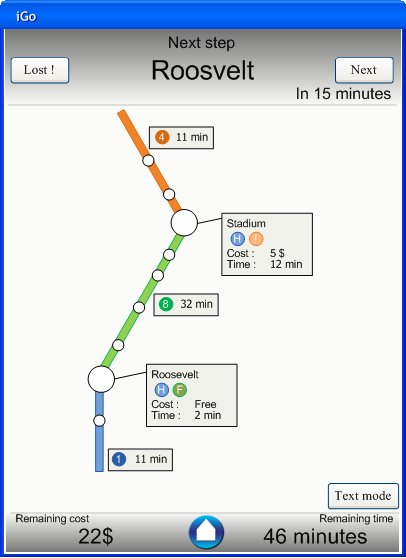 iGo
Next step
Lost !
Roosvelt
Next
In 15 minutes
4 11 min
Stadium
H !
Cost : 5 $
Time : 12 min
8 32 min
Roosevelt
H F
Cost : Free
Time : 2 min
1 11 min
Text mode
Remaining cost
Remaining time
22$
46 minutes